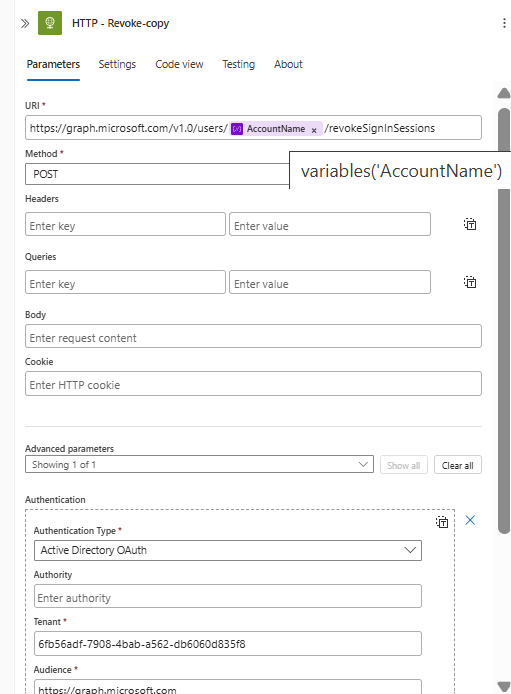 HTTP - Revoke-copy
Parameters Settings Code view Testing About
URI *
https://graph.microsoft.com/v1.0/users/ AccountName × /revokeSignInSessions
Method *
POST
variables('AccountName')
Headers
Enter key Enter value
Queries
Enter key Enter value
Body
Enter request content
Cookie
Enter HTTP cookie
Advanced parameters
Showing 1 of 1 Show all Clear all
Authentication
Authentication Type *
Active Directory OAuth
Authority
Enter authority
Tenant *
6fb56adf-7908-4bab-a562-db6060d835f8
Audience *
https://graph.microsoft.com